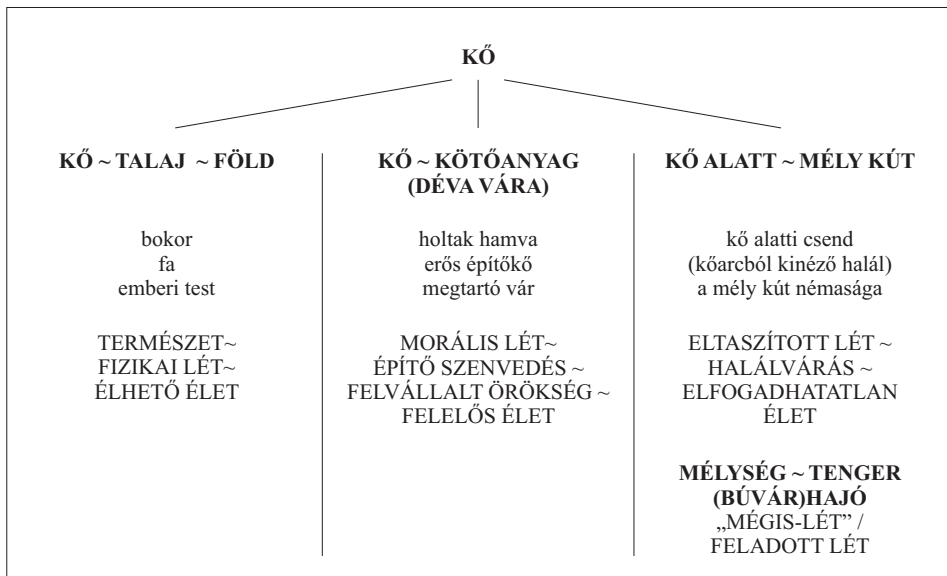 KŐ
KŐ ~ TALAJ ~ FÖLD
bokor
fa
emberi test
TERMÉSZET~
FIZIKAI LÉT~
ÉLHETŐ ÉLET
KŐ ~ KÖTŐANYAG
(DÉVA VÁRA)
holtak hamva
erős építőkő
megtartó vár
MORÁLIS LÉT~
ÉPÍTŐ SZENVEDÉS ~
FELVÁLLALT ÖRÖKSÉG ~
FELELŐS ÉLET
KŐ ALATT ~ MÉLY KÚT
kő alatti csend
(kőarcból kinéző halál)
a mély kút némasága
ELTASZÍTOTT LÉT ~
HALÁLVÁRÁS ~
ELFOGADHATATLAN
ÉLET
MÉLYSÉG ~ TENGER
(BÚVÁR)HAJÓ
„MÉGIS-LÉT” /
FELADOTT LÉT